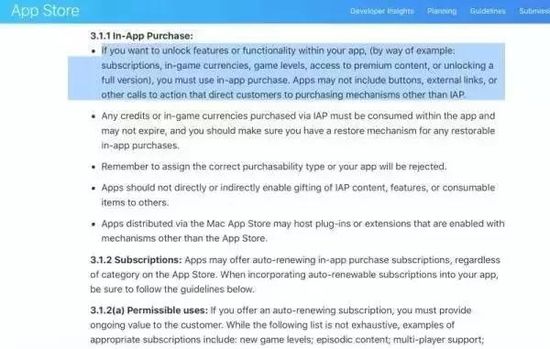 App Store
Developer Insights Planning Guidelines Submiss
3.1.1 In-App Purchase:
• If you want to unlock features or functionality within your app, (by way of example:
subscriptions, in-game currencies, game levels, access to premium content, or unlocking a
full version), you must use in-app purchase. Apps may not include buttons, external links, or
other calls to action that direct customers to purchasing mechanisms other than IAP.
• Any credits or in-game currencies purchased via IAP must be consumed within the app and
may not expire, and you should make sure you have a restore mechanism for any restorable
in-app purchases.
• Remember to assign the correct purchasability type or your app will be rejected.
• Apps should not directly or indirectly enable gifting of IAP content, features, or consumable
items to others.
• Apps distributed via the Mac App Store may host plug-ins or extensions that are enabled with
mechanisms other than the App Store.
3.1.2 Subscriptions: Apps may offer auto-renewing in-app purchase subscriptions, regardless
of category on the App Store. When incorporating auto-renewable subscriptions into your app,
be sure to follow the guidelines below.
3.1.2(a) Permissible uses: If you offer an auto-renewing subscription, you must provide
ongoing value to the customer. While the following list is not exhaustive, examples of
appropriate subscriptions include: new game levels; episodic content; multi-player support;